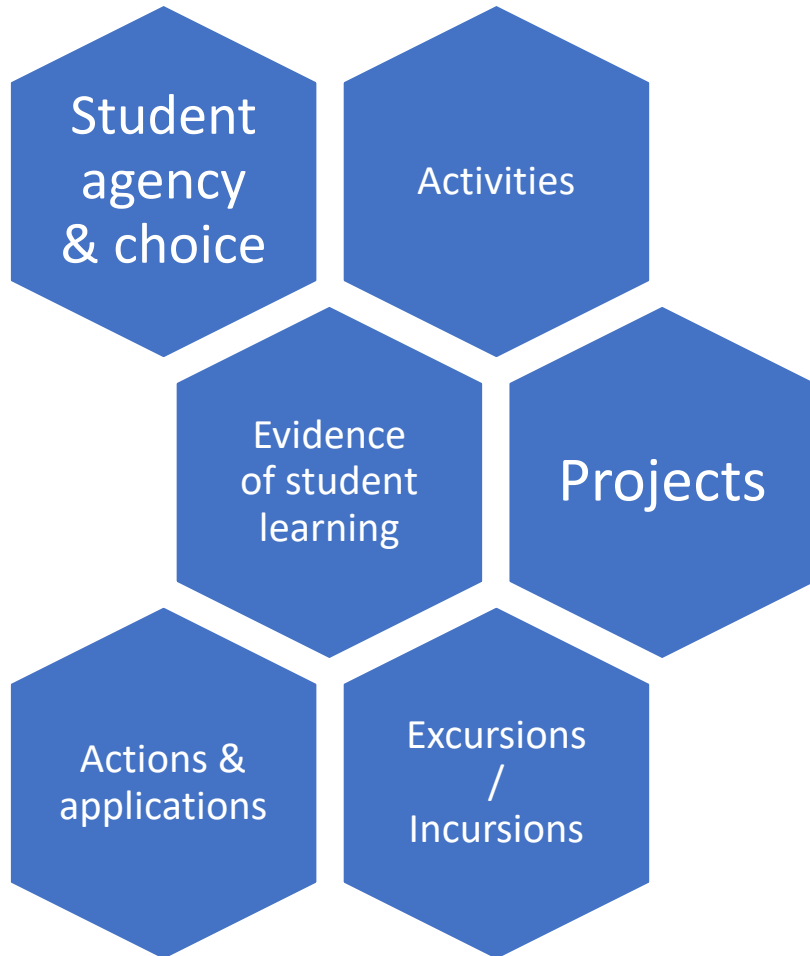 Student
agency
& choice
Activities
Evidence
of student
learning
Projects
Actions &
applications
Excursions
/
Incursions